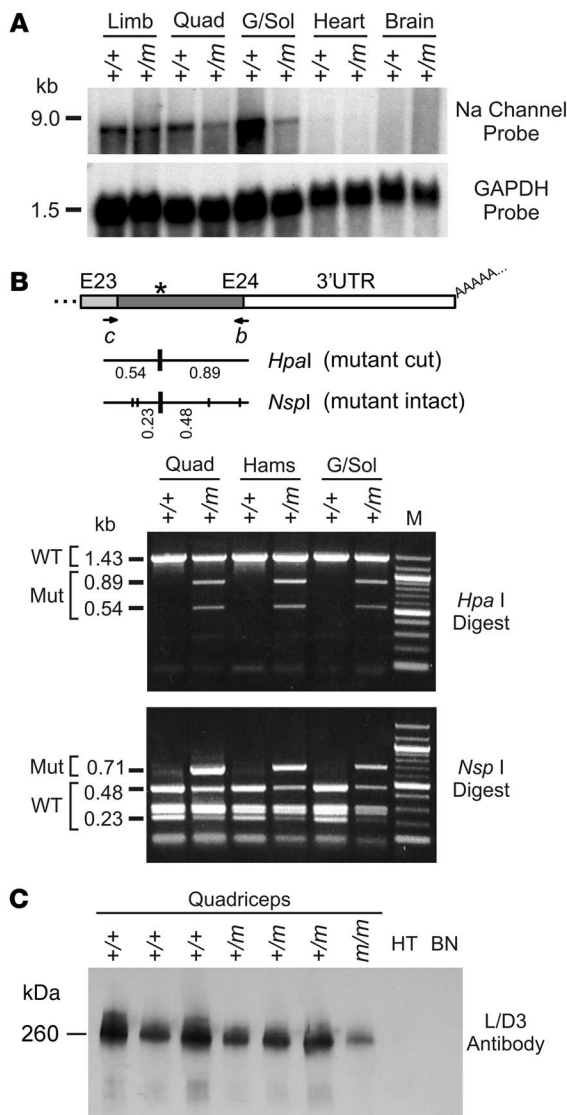 A
Limb Quad G/Sol Heart Brain
+/+ +/m +/+ +/m +/+ +/m +/+ +/m +/+ +/m
kb
9.0
Na Channel
Probe
1.5
GAPDH
Probe
B
E23 * E24 3'UTR AAAAA...
c b
HpaI (mutant cut)
0.54 0.89
NspI (mutant intact)
0.23 0.48
Quad Hams G/Sol
+/+ +/m +/+ +/m +/+ +/m M
kb
WT 1.43
Mut 0.89
0.54
Hpa I
Digest
Mut 0.71
WT 0.48
0.23
Nsp I
Digest
C
Quadriceps
+/+ +/+ +/+ +/m +/m +/m m/m HT BN
kDa
260
L/D3
Antibody